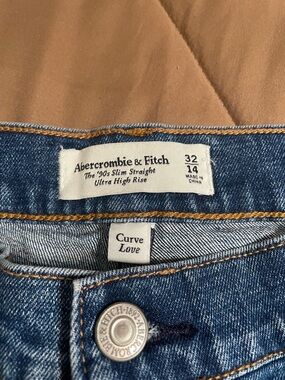 Abercrombie & Fitch
The '90s Slim Straight
Ultra High Rise
32
14
MADE IN
CHINA
Curve
Love